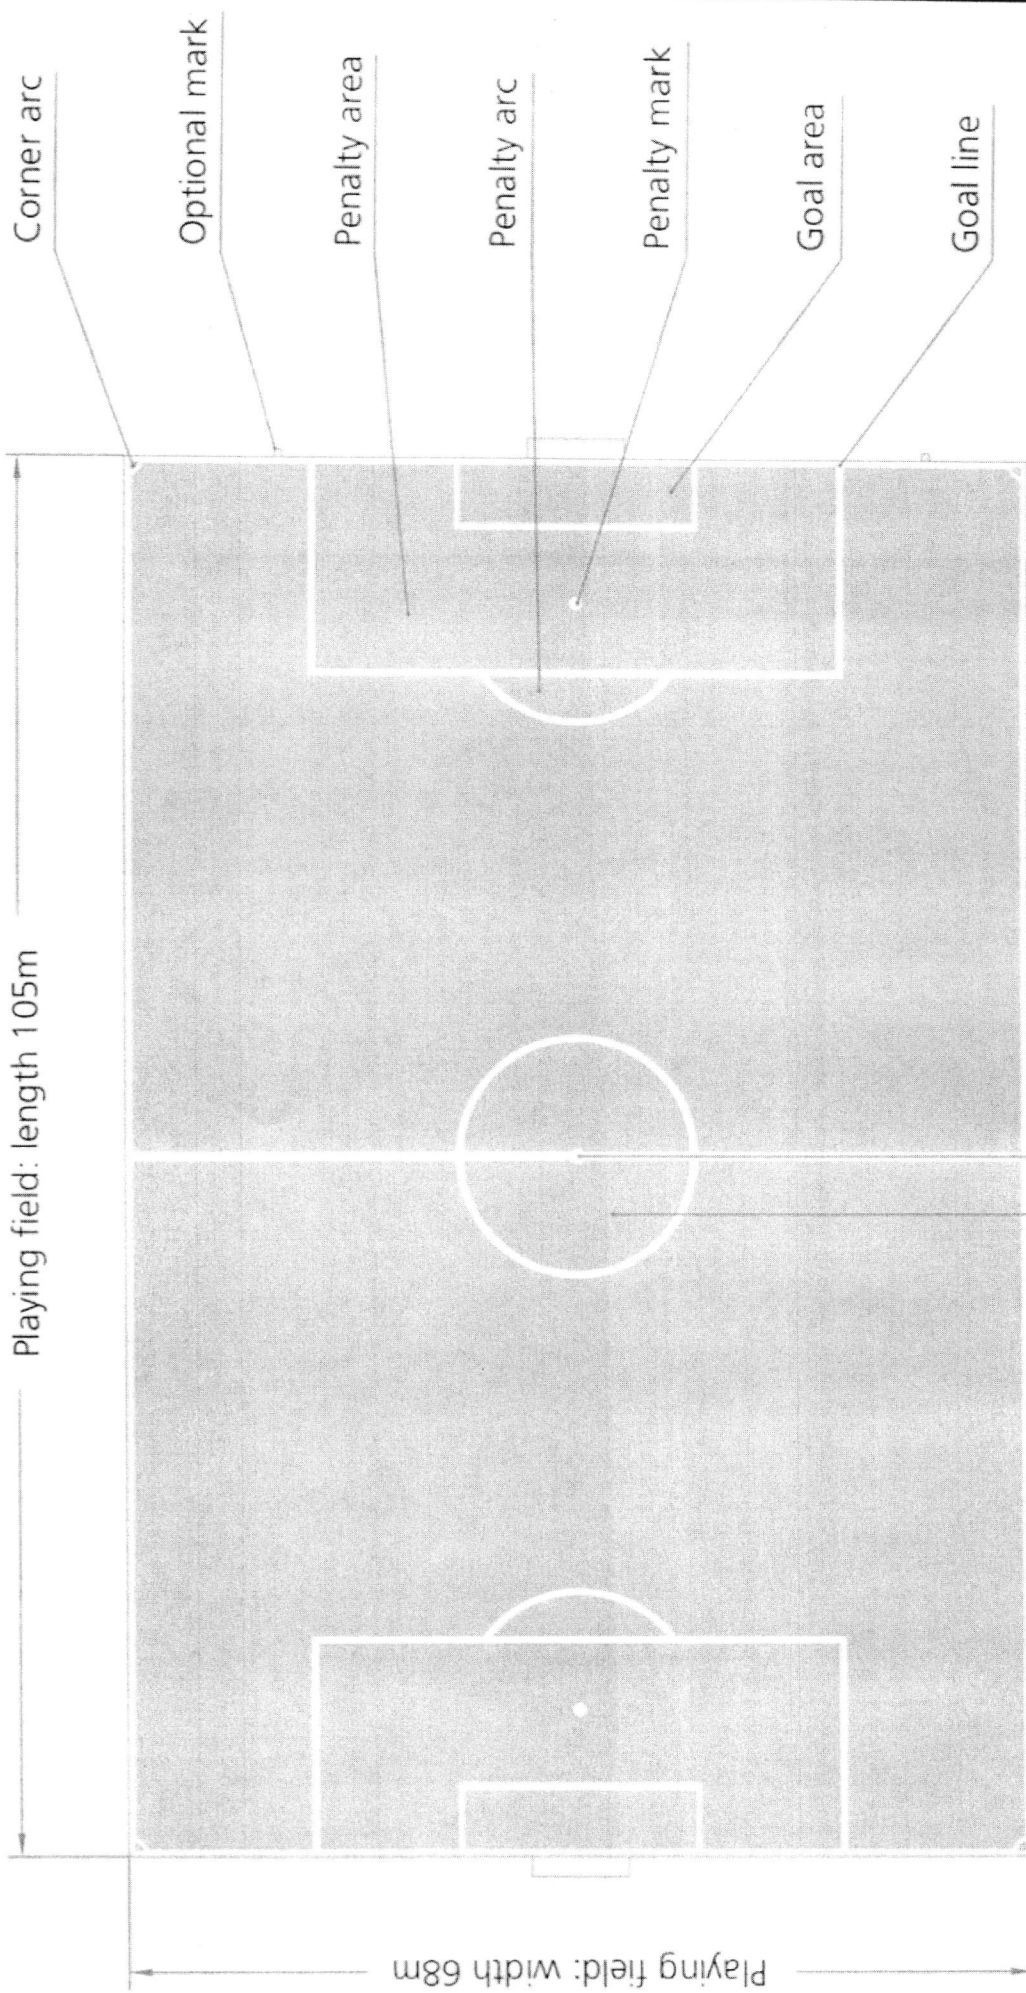 Playing field: length 105m
Corner arc
Optional mark
Penalty area
Penalty arc
Penalty mark
Goal area
Goal line
Playing field: width 68m